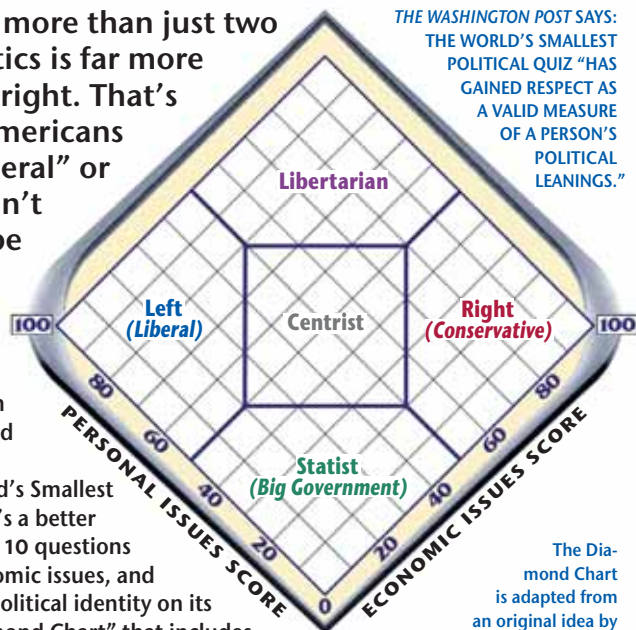 more than just two
tics is far more
right. That's
mericans
eral" or
n't
be
n
d
d's Smallest
's a better
10 questions
omic issues, and
olitical identity on its
mond Chart" that includes
THE WASHINGTON POST SAYS:
THE WORLD'S SMALLEST
POLITICAL QUIZ "HAS
GAINED RESPECT AS
A VALID MEASURE
OF A PERSON'S
POLITICAL
LEANINGS."
Libertarian
Left
(Liberal)
Centrist
Right
(Conservative)
Statist
(Big Government)
100
80
60
40
20
0
20
40
60
80
100
PERSONAL ISSUES SCORE
ECONOMIC ISSUES SCORE
The Dia-
mond Chart
is adapted from
an original idea by